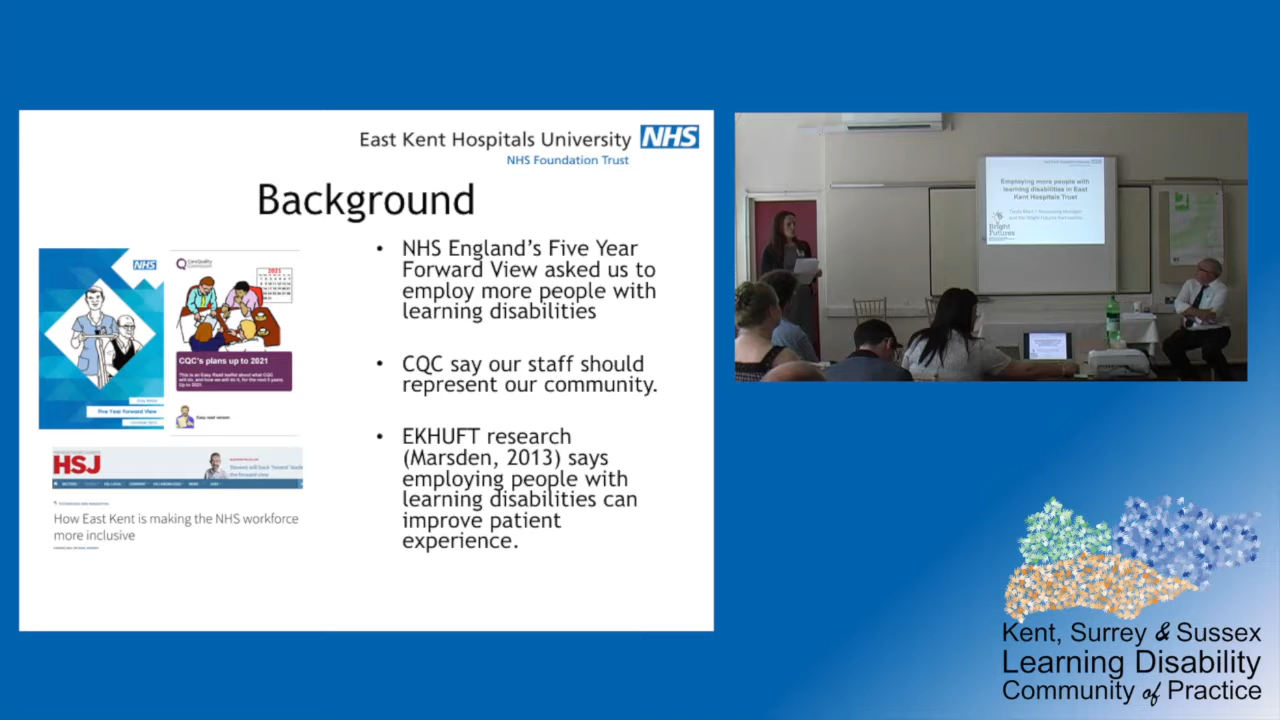 East Kent Hospitals University NHS
NHS Foundation Trust
Background
• NHS England's Five Year
Forward View asked us to
employ more people with
learning disabilities
• CQC say our staff should
represent our community.
• EKHUFT research
(Marsden, 2013) says
employing people with
learning disabilities can
improve patient
experience.
NHS
Five Year Forward View
CareQuality
Commission
2021
CQC's plans up to 2021
This is an Easy Read leaflet about what CQC
will do, and how we will do it, for the next 5 years.
Up to 2021.
Easy read version
HSJ
How East Kent is making the NHS workforce
more inclusive
Employing more people with
learning disabilities in East
Kent Hospitals Trust
Bright
Futures
Kent, Surrey & Sussex
Learning Disability
Community of Practice